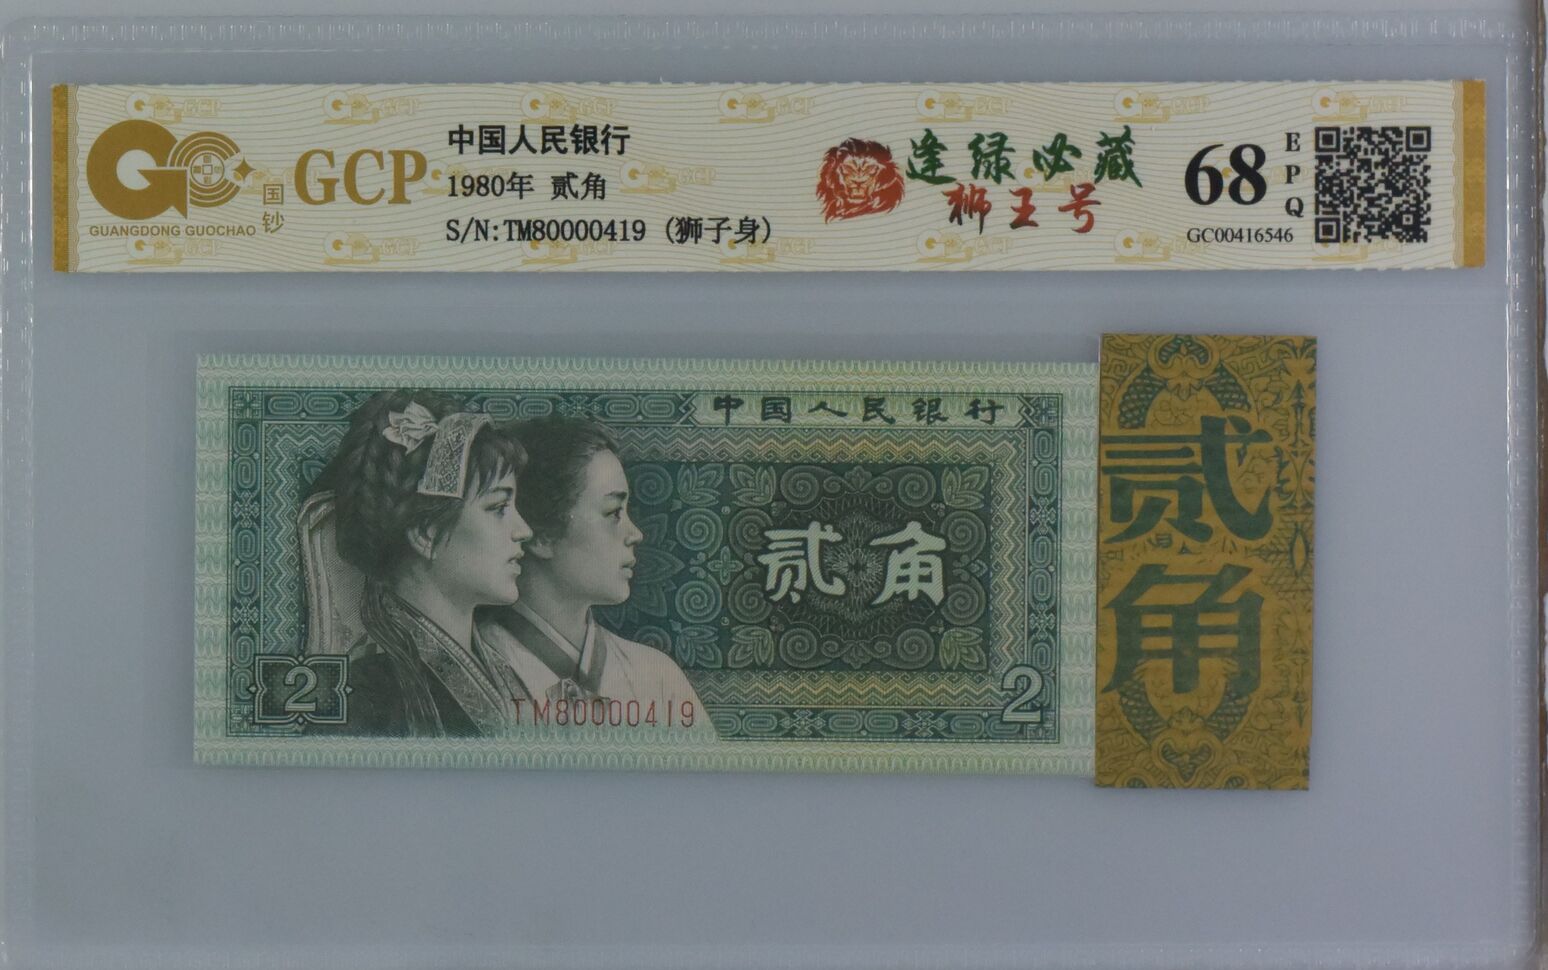 GCP
国
钞
GUANGDONG GUOCHAO
中国人民银行
1980年 贰角
S/N:TM80000419 (狮子身)
逢绿必藏
狮王号
68
EPQ
GC00416546
中国人民银行
贰角
2
TM80000419
2
贰
角